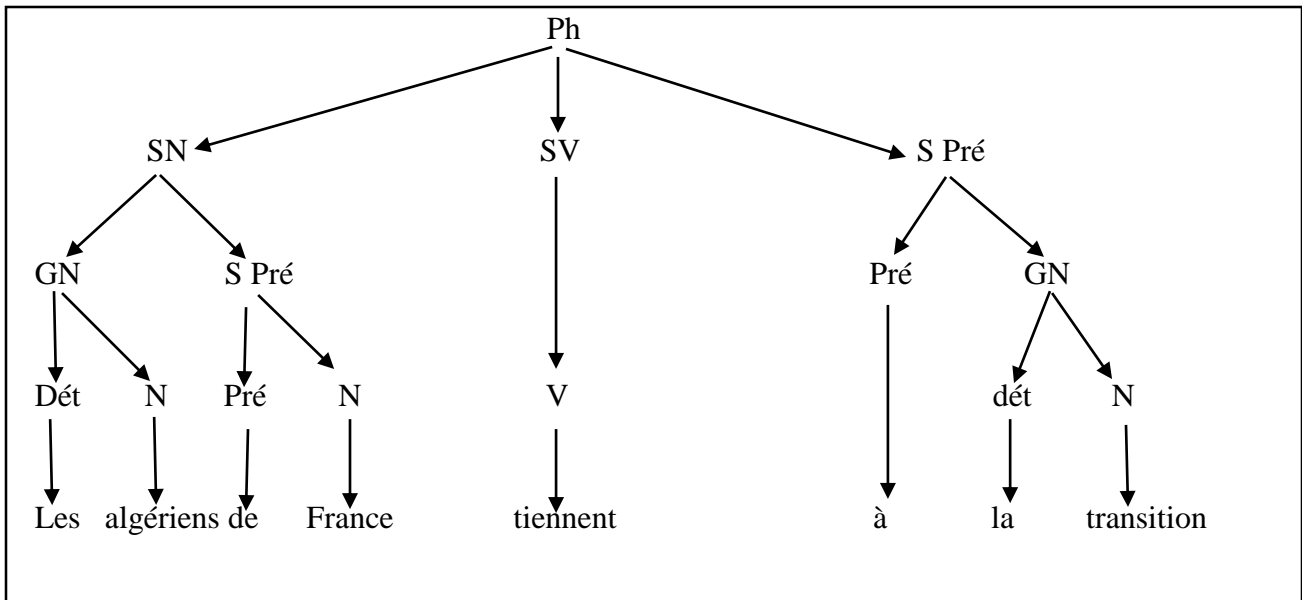 Ph
SN SV S Pré
GN S Pré Pré GN
Dét N Pré N V dét N
Les algériens de France tiennent à la transition